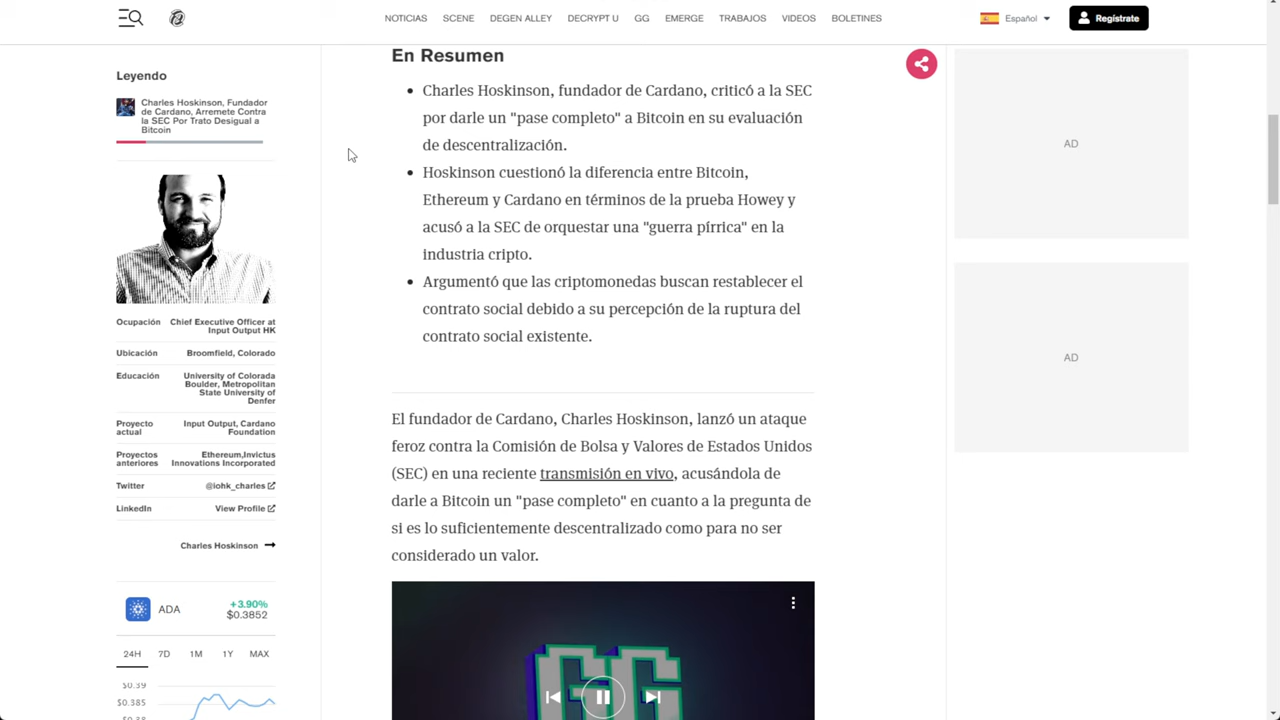 NOTICIAS SCENE DEGEN ALLEY DECRYPT U GG EMERGE TRABAJOS VIDEOS BOLETINES
Español
Regístrate
Leyendo
Charles Hoskinson, Fundador
de Cardano, Arremete Contra
la SEC Por Trato Desigual a
Bitcoin
Ocupación Chief Executive Officer at
Input Output HK
Ubicación Broomfield, Colorado
Educación University of Colorada
Boulder, Metropolitan
State University of
Denfer
Proyecto Input Output, Cardano
actual Foundation
Proyectos Ethereum,Invictus
anteriores Innovations Incorporated
Twitter @iohk_charles
LinkedIn View Profile
Charles Hoskinson
ADA +3.90%
$0.3852
24H 7D 1M 1Y MAX
$0.39
$0.385
$0.38
En Resumen
Charles Hoskinson, fundador de Cardano, criticó a la SEC
por darle un "pase completo" a Bitcoin en su evaluación
de descentralización.
Hoskinson cuestionó la diferencia entre Bitcoin,
Ethereum y Cardano en términos de la prueba Howey y
acusó a la SEC de orquestar una "guerra pírrica" en la
industria cripto.
Argumentó que las criptomonedas buscan restablecer el
contrato social debido a su percepción de la ruptura del
contrato social existente.
El fundador de Cardano, Charles Hoskinson, lanzó un ataque
feroz contra la Comisión de Bolsa y Valores de Estados Unidos
(SEC) en una reciente transmisión en vivo, acusándola de
darle a Bitcoin un "pase completo" en cuanto a la pregunta de
si es lo suficientemente descentralizado como para no ser
considerado un valor.
GG
AD
AD